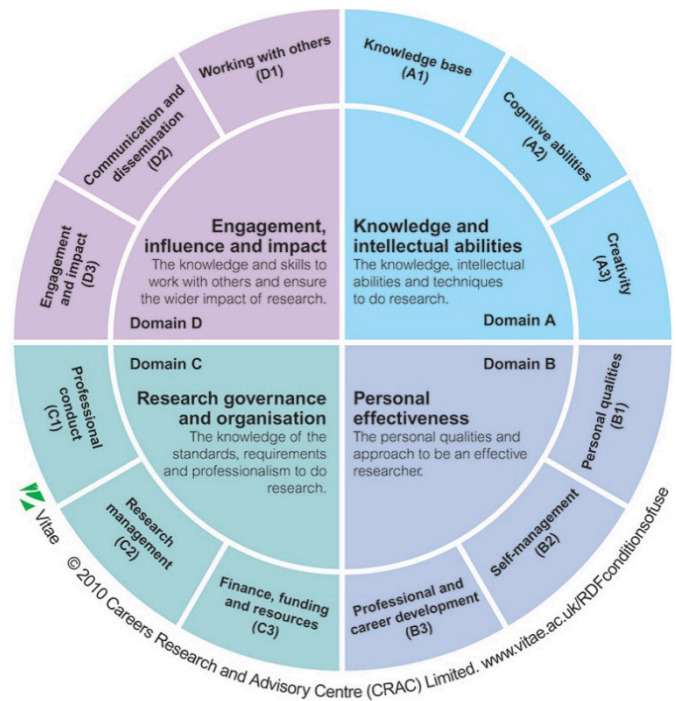 Working with others
(D1)
Knowledge base
(A1)
Communication and
dissemination
(D2)
Cognitive abilities
(A2)
Engagement
and impact
(D3)
Creativity
(A3)
Engagement,
influence and impact
The knowledge and skills to
work with others and ensure
the wider impact of research.
Domain D
Knowledge and
intellectual abilities
The knowledge, intellectual
abilities and techniques
to do research.
Domain A
Domain C
Research governance
and organisation
The knowledge of the
standards, requirements
and professionalism to do
research.
Domain B
Personal
effectiveness
The personal qualities and
approach to be an effective
researcher.
Professional
conduct
(C1)
Personal qualities
(B1)
Research
management
(C2)
Self-management
(B2)
Finance, funding
and resources
(C3)
Professional and
career development
(B3)
Vitae
© 2010 Careers Research and Advisory Centre (CRAC) Limited. www.vitae.ac.uk/RDFconditionsofuse